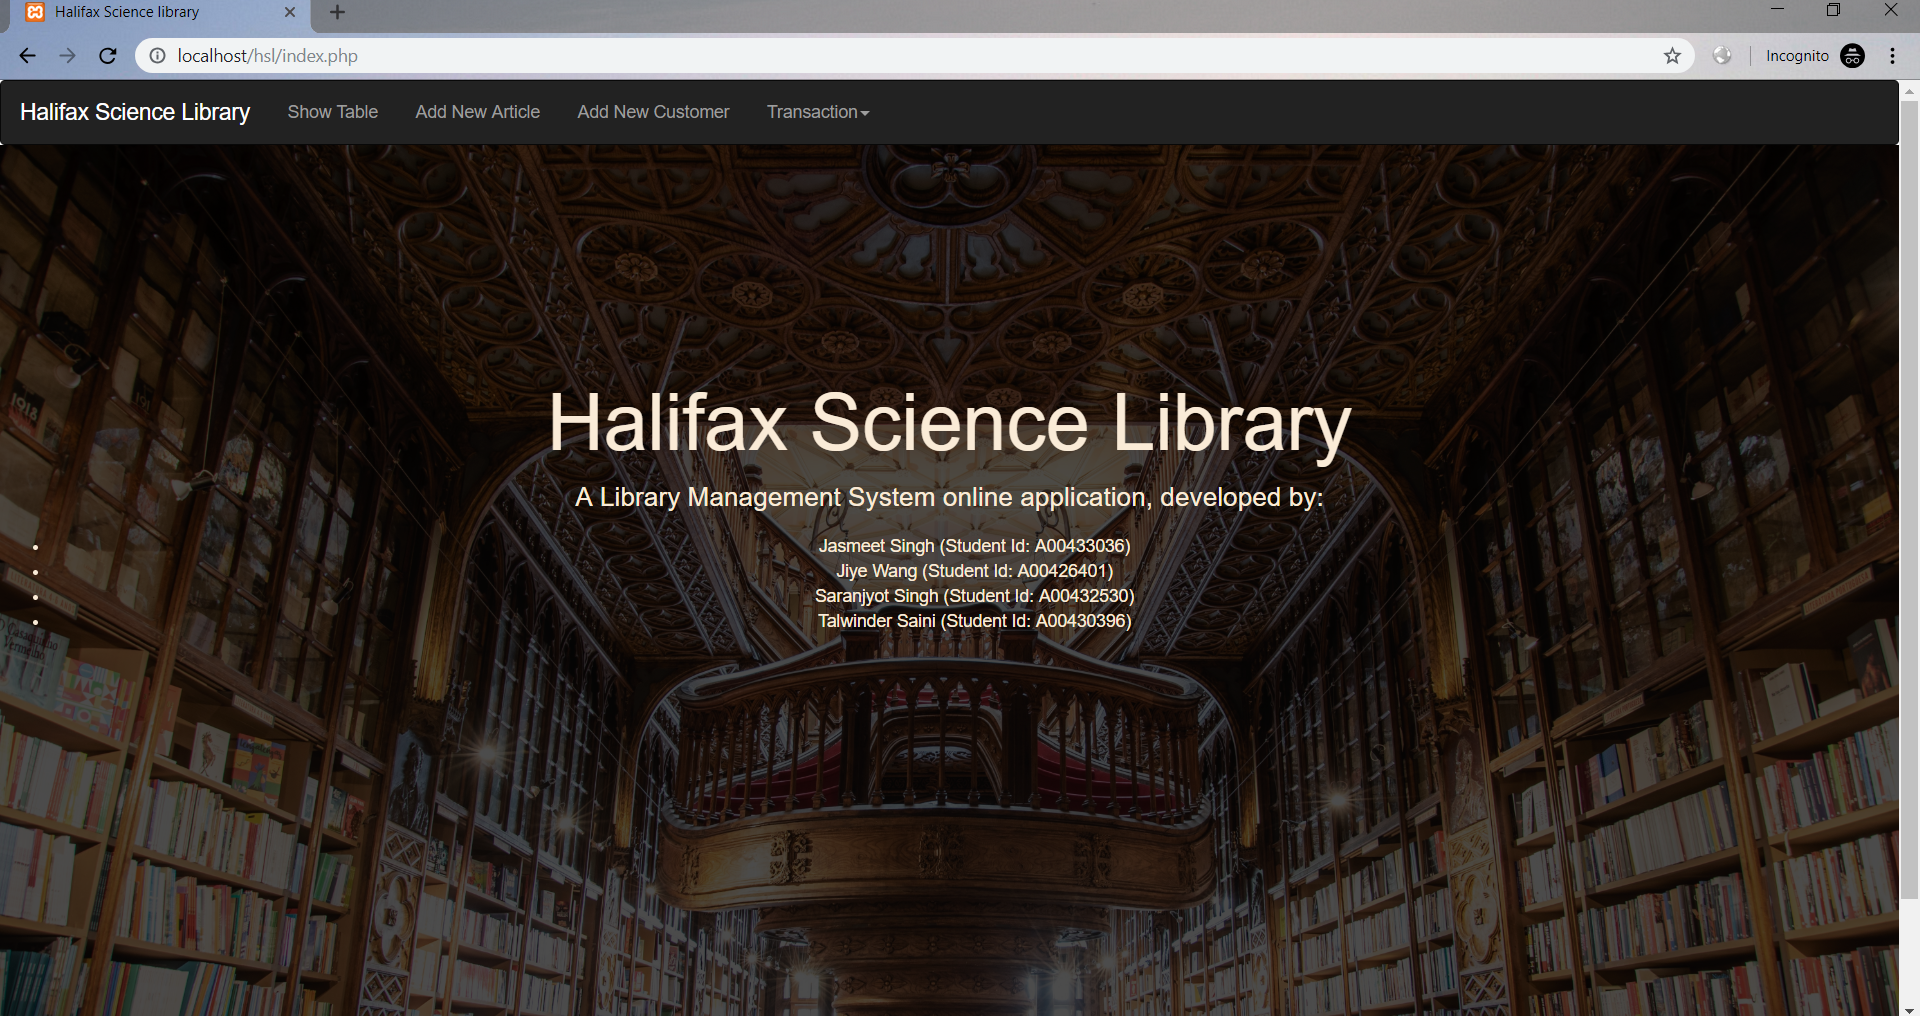 Halifax Science library
localhost/hsl/index.php
Incognito
Halifax Science Library
Show Table
Add New Article
Add New Customer
Transaction
Halifax Science Library
A Library Management System online application, developed by:
• Jasmeet Singh (Student Id: A00433036)
• Jiye Wang (Student Id: A00426401)
• Saranjyot Singh (Student Id: A00432530)
• Talwinder Saini (Student Id: A00430396)
1918